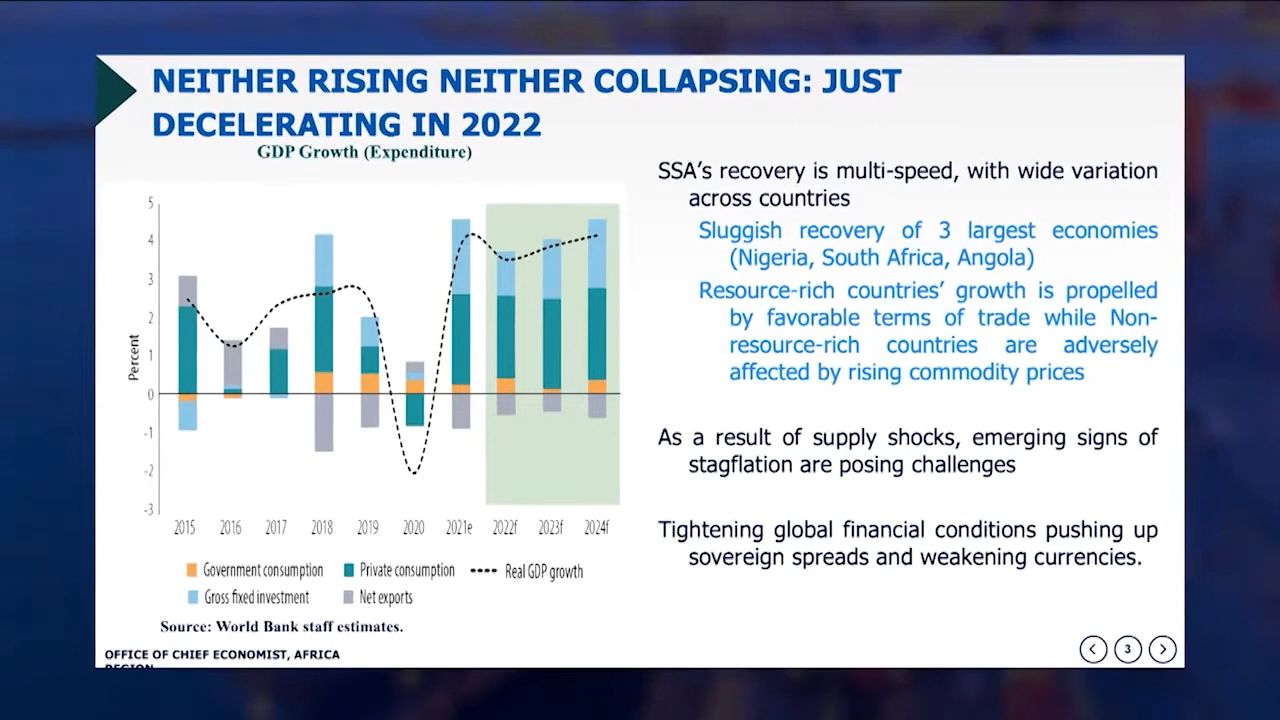 NEITHER RISING NEITHER COLLAPSING: JUST
DECELERATING IN 2022
GDP Growth (Expenditure)
Percent
5
4
3
2
1
0
-1
-2
-3
2015 2016 2017 2018 2019 2020 2021e 2022f 2023f 2024f
Government consumption Private consumption Real GDP growth
Gross fixed investment Net exports
Source: World Bank staff estimates.
SSA's recovery is multi-speed, with wide variation
across countries
Sluggish recovery of 3 largest economies
(Nigeria, South Africa, Angola)
Resource-rich countries' growth is propelled
by favorable terms of trade while Non-
resource-rich countries are adversely
affected by rising commodity prices
As a result of supply shocks, emerging signs of
stagflation are posing challenges
Tightening global financial conditions pushing up
sovereign spreads and weakening currencies.
OFFICE OF CHIEF ECONOMIST, AFRICA
REGION
3